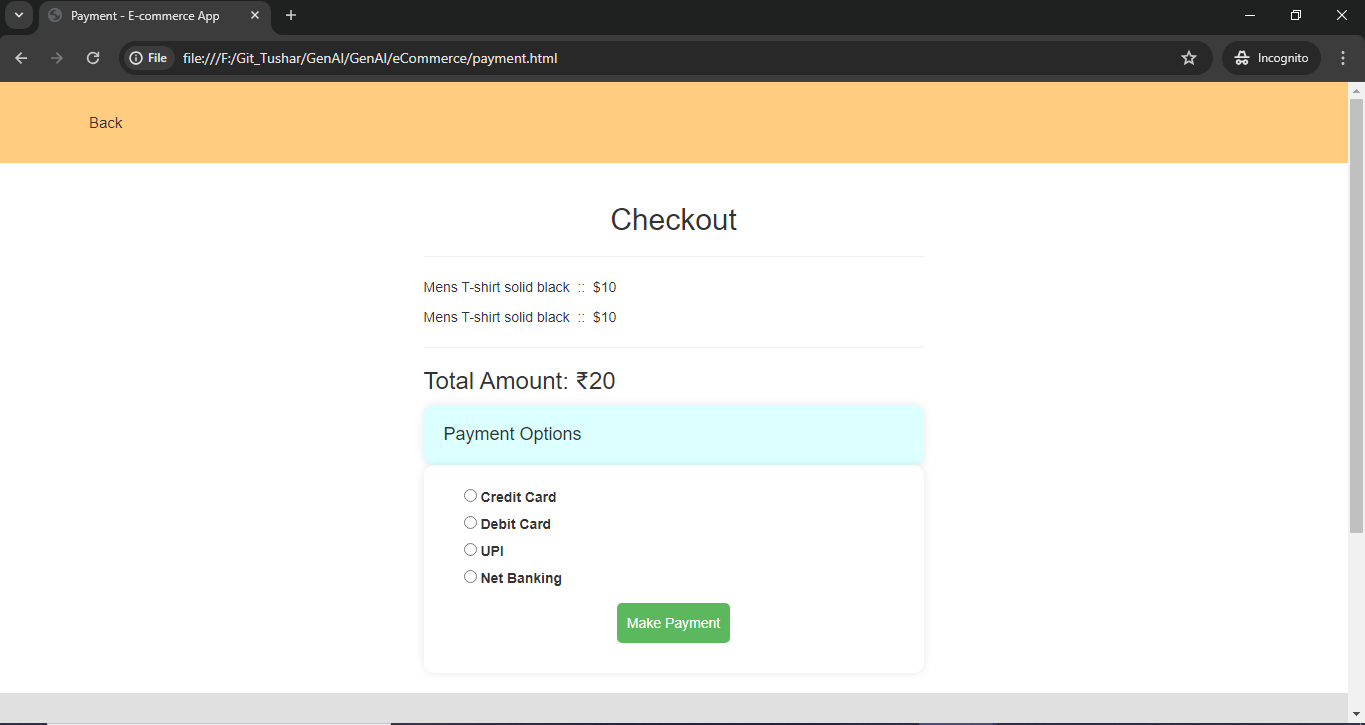 Payment - E-commerce App
File file:///F:/Git_Tushar/GenAI/GenAI/eCommerce/payment.html Incognito
Back
Checkout
Mens T-shirt solid black :: $10
Mens T-shirt solid black :: $10
Total Amount: ₹20
Payment Options
Credit Card
Debit Card
UPI
Net Banking
Make Payment